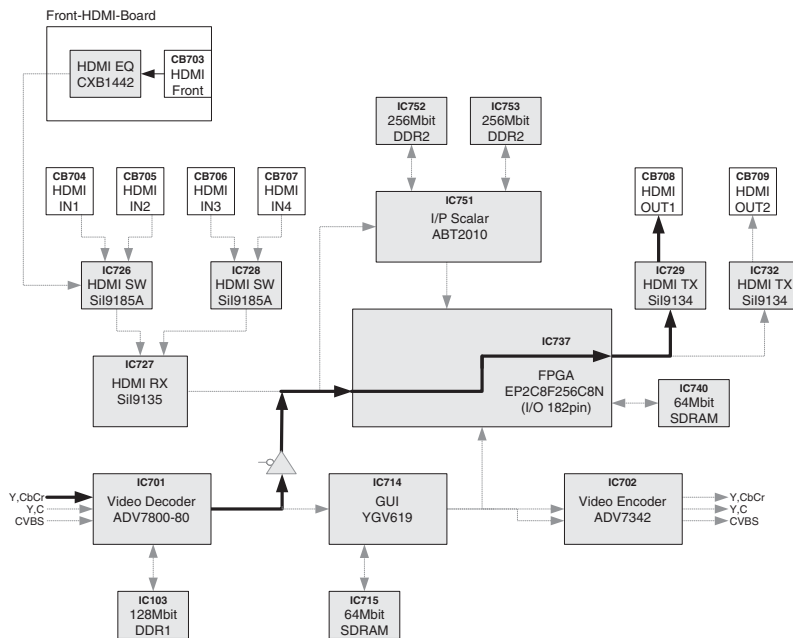 Front-HDMI-Board
HDMI EQ
CXB1442
CB703
HDMI
Front
IC752
256Mbit
DDR2
IC753
256Mbit
DDR2
CB704
HDMI
IN1
CB705
HDMI
IN2
CB706
HDMI
IN3
CB707
HDMI
IN4
IC751
I/P Scalar
ABT2010
CB708
HDMI
OUT1
CB709
HDMI
OUT2
IC726
HDMI SW
SiI9185A
IC728
HDMI SW
SiI9185A
IC729
HDMI TX
SiI9134
IC732
HDMI TX
SiI9134
IC727
HDMI RX
SiI9135
IC737
FPGA
EP2C8F256C8N
(I/O 182pin)
IC740
64Mbit
SDRAM
Y,CbCr
Y,C
CVBS
IC701
Video Decoder
ADV7800-80
IC714
GUI
YGV619
IC702
Video Encoder
ADV7342
Y,CbCr
Y,C
CVBS
IC103
128Mbit
DDR1
IC715
64Mbit
SDRAM